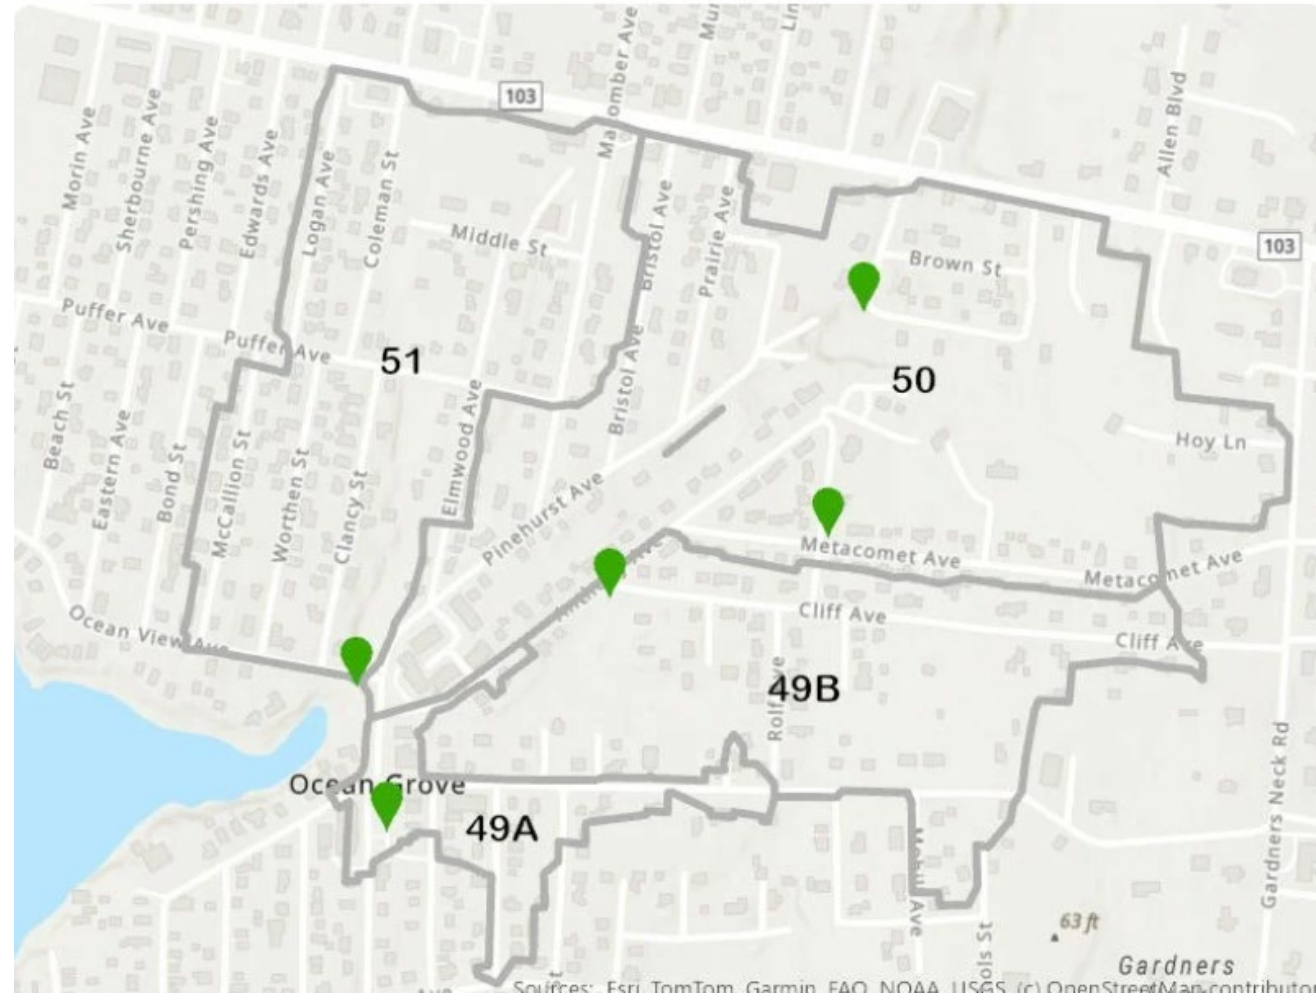 Macomber Ave
103
Morin Ave
Sherbourne Ave
Pershing Ave
Edwards Ave
Logan Ave
Coleman St
Middle St
Bristol Ave
Prairie Ave
Allen Blvd
103
Brown St
Puffer Ave
Puffer Ave
51
50
Bristol Ave
Elmwood Ave
Hoy Ln
Beach St
Eastern Ave
Bond St
McCallion St
Worthen St
Clancy St
Pinehurst Ave
Metacomet Ave
Metacomet Ave
Ave
Cliff Ave
Cliff Ave
Ocean View Ave
49B
Ocean Grove
49A
Gardners Neck Rd
Ave
63 ft
Gardners
Sources: Esri, TomTom, Garmin, FAO, NOAA, USGS, (c) OpenStreetMap contributo